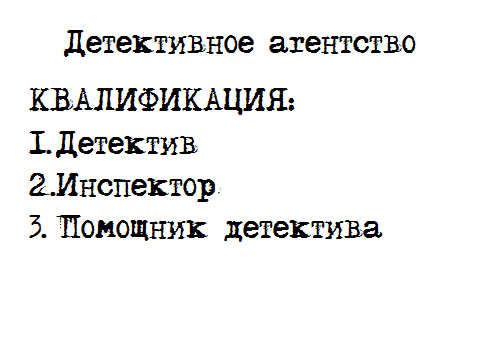 Детективное агентство
КВАЛИФИКАЦИЯ:
1.Детектив
2.Инспектор
3. Помощник детектива